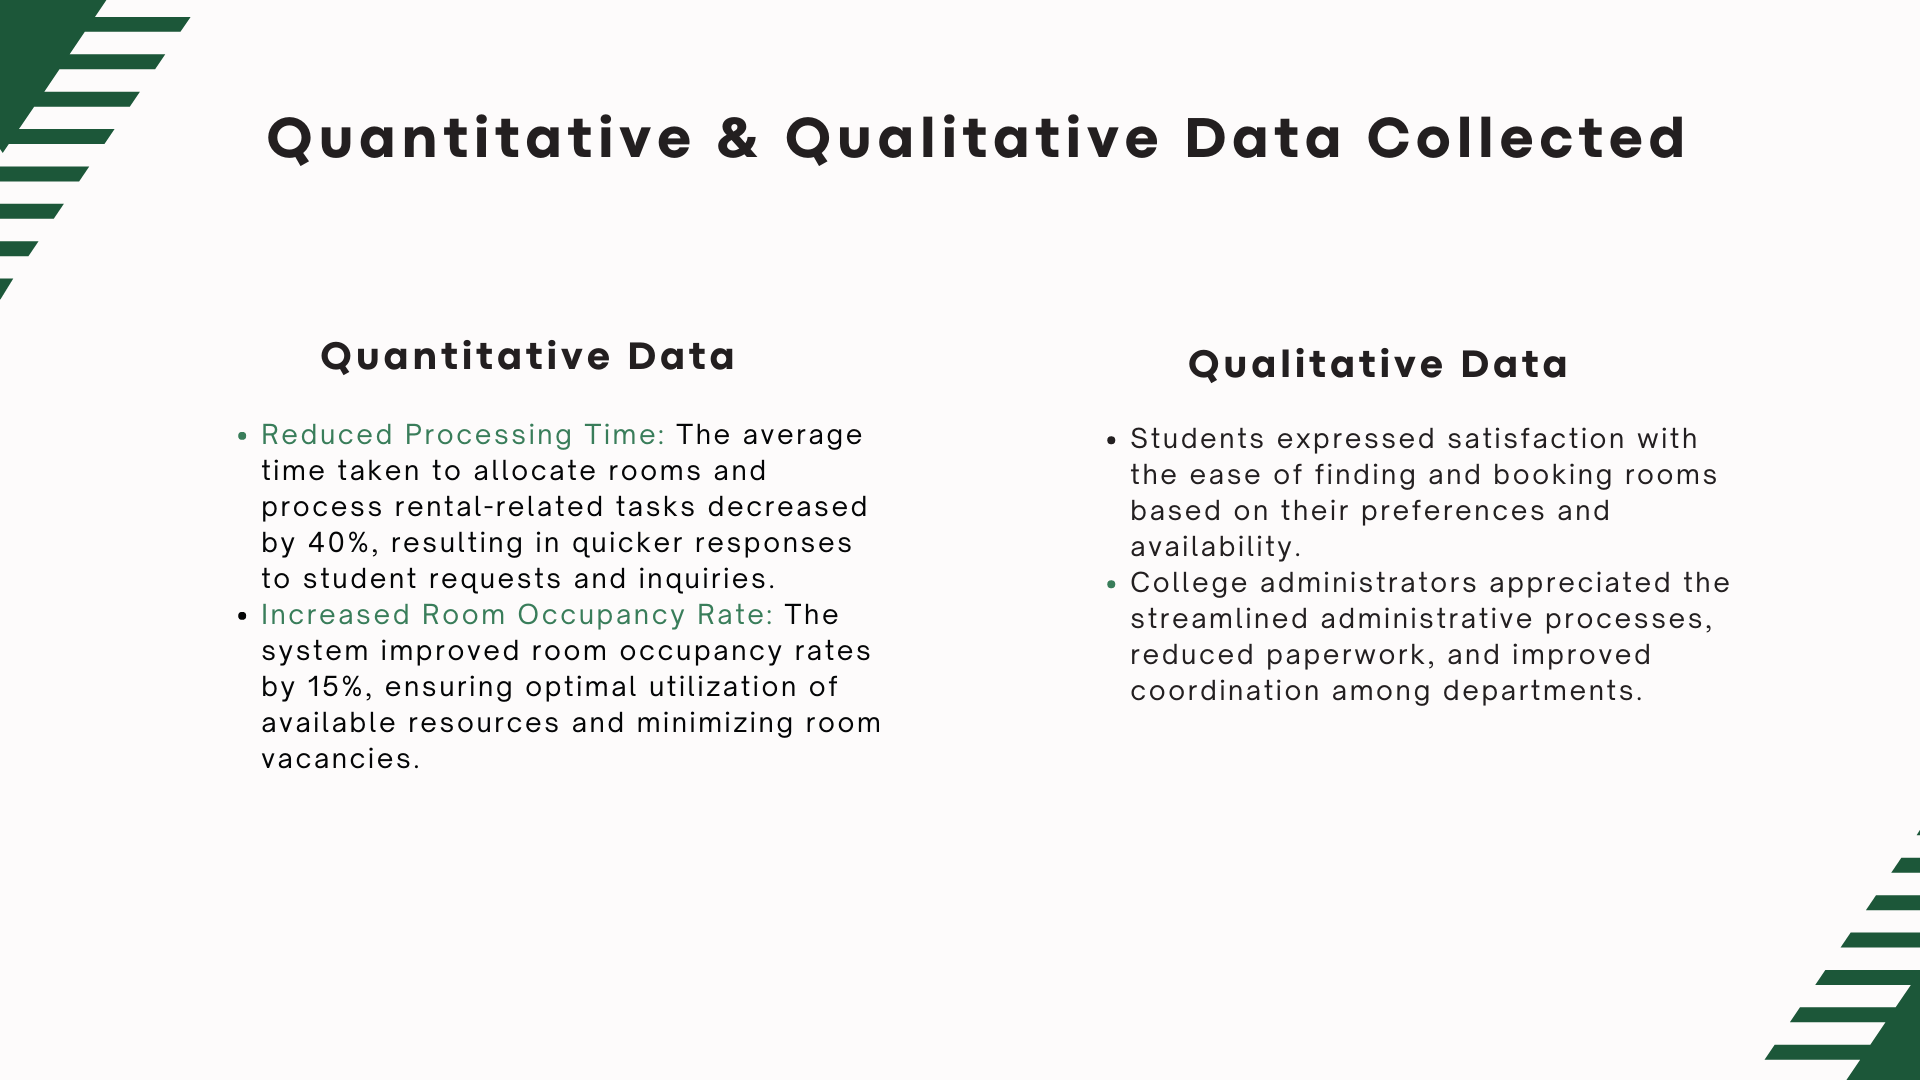 Quantitative & Qualitative Data Collected
Quantitative Data
• Reduced Processing Time: The average
time taken to allocate rooms and
process rental-related tasks decreased
by 40%, resulting in quicker responses
to student requests and inquiries.
• Increased Room Occupancy Rate: The
system improved room occupancy rates
by 15%, ensuring optimal utilization of
available resources and minimizing room
vacancies.
Qualitative Data
• Students expressed satisfaction with
the ease of finding and booking rooms
based on their preferences and
availability.
• College administrators appreciated the
streamlined administrative processes,
reduced paperwork, and improved
coordination among departments.